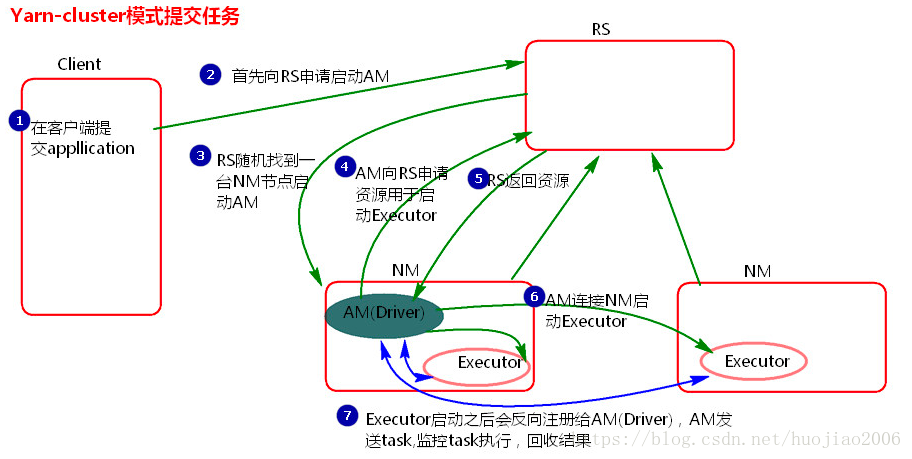 Yarn-cluster模式提交任务
RS
Client
2 首先向RS申请启动AM
1 在客户端提
交appllication
3 RS随机找到一
台NM节点启
动AM
4 AM向RS申请
资源用于启
动Executor
5 RS返回资源
NM
NM
AM(Driver)
6 AM连接NM启
动Executor
Executor
Executor
7 Executor启动之后会反向注册给AM(Driver)，AM发
送task,监控task执行，回收结果
https://blog.csdn.net/huojiao2006